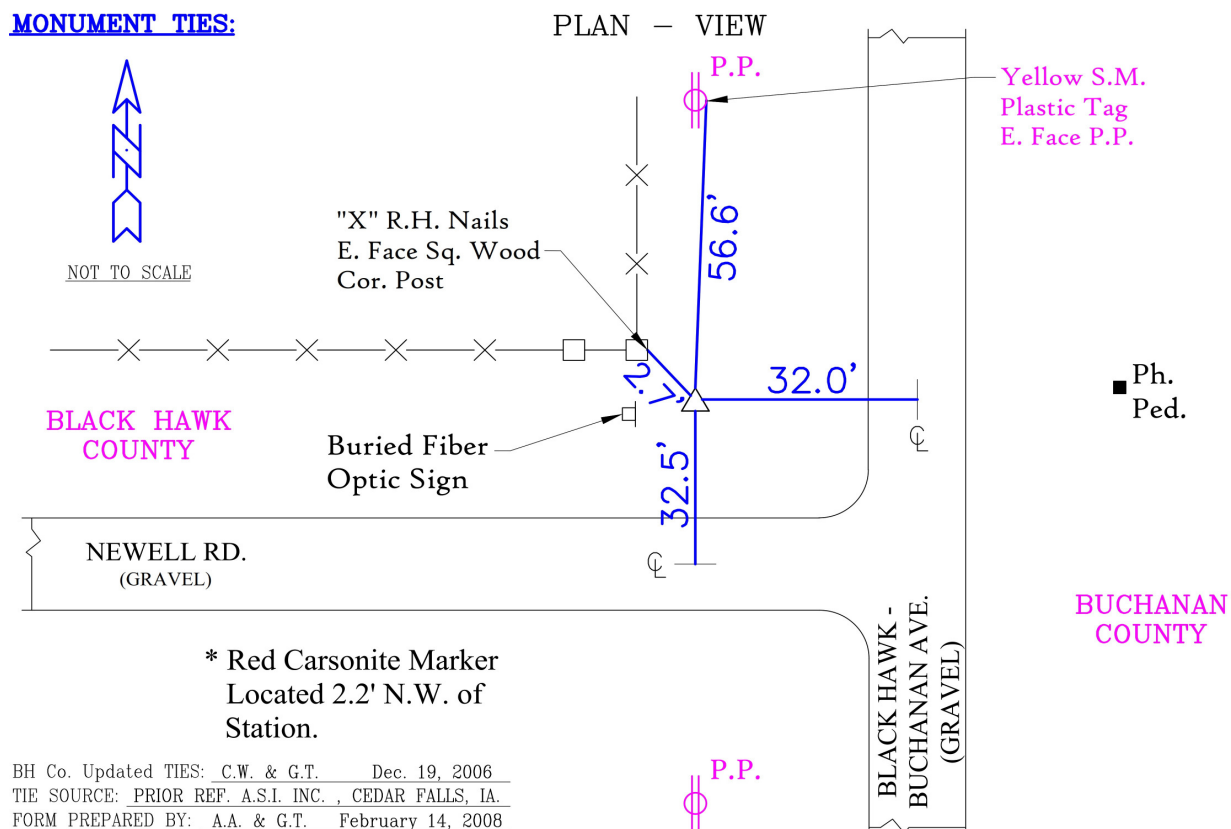 MONUMENT TIES:
PLAN - VIEW
P.P.
Yellow S.M.
Plastic Tag
E. Face P.P.
N
"X" R.H. Nails
E. Face Sq. Wood
Cor. Post
NOT TO SCALE
56.6'
2.7'
32.0'
Ph.
Ped.
BLACK HAWK
COUNTY
℄
Buried Fiber
Optic Sign
32.5'
NEWELL RD.
(GRAVEL)
℄
BUCHANAN
COUNTY
BLACK HAWK -
BUCHANAN AVE.
(GRAVEL)
* Red Carsonite Marker
Located 2.2' N.W. of
Station.
P.P.
BH Co. Updated TIES: C.W. & G.T. Dec. 19, 2006
TIE SOURCE: PRIOR REF. A.S.I. INC. , CEDAR FALLS, IA.
FORM PREPARED BY: A.A. & G.T. February 14, 2008